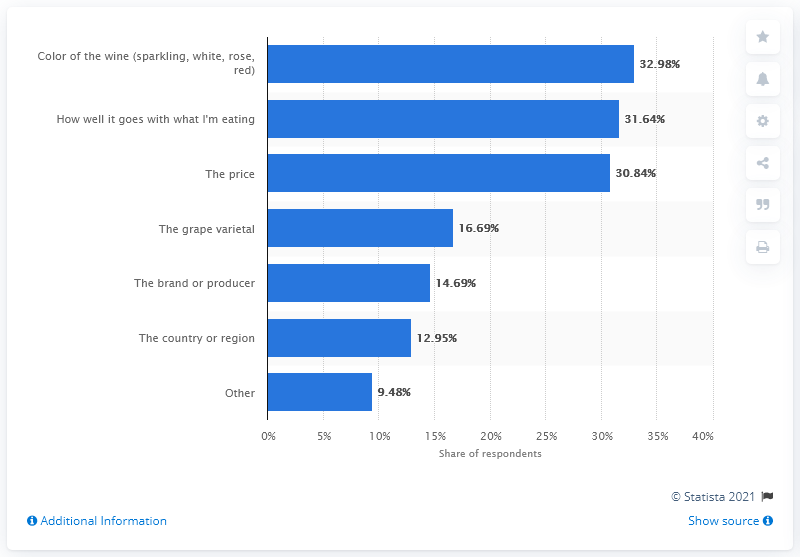 Color of the wine (sparkling, white, rose,
red)
32.98%
How well it goes with what I'm eating
31.64%
The price
30.84%
The grape varietal
16.69%
The brand or producer
14.69%
The country or region
12.95%
Other
9.48%
0% 5% 10% 15% 20% 25% 30% 35% 40%
Share of respondents
© Statista 2021
Additional Information
Show source